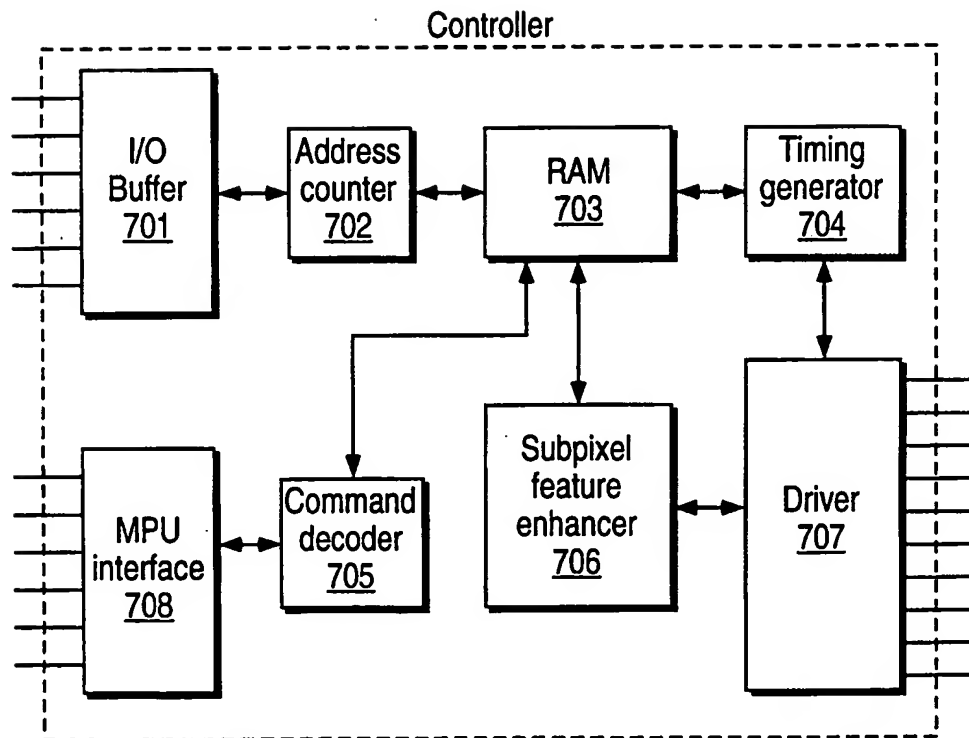 Controller
I/O
Buffer
701
Address
counter
702
RAM
703
Timing
generator
704
MPU
interface
708
Command
decoder
705
Subpixel
feature
enhancer
706
Driver
707